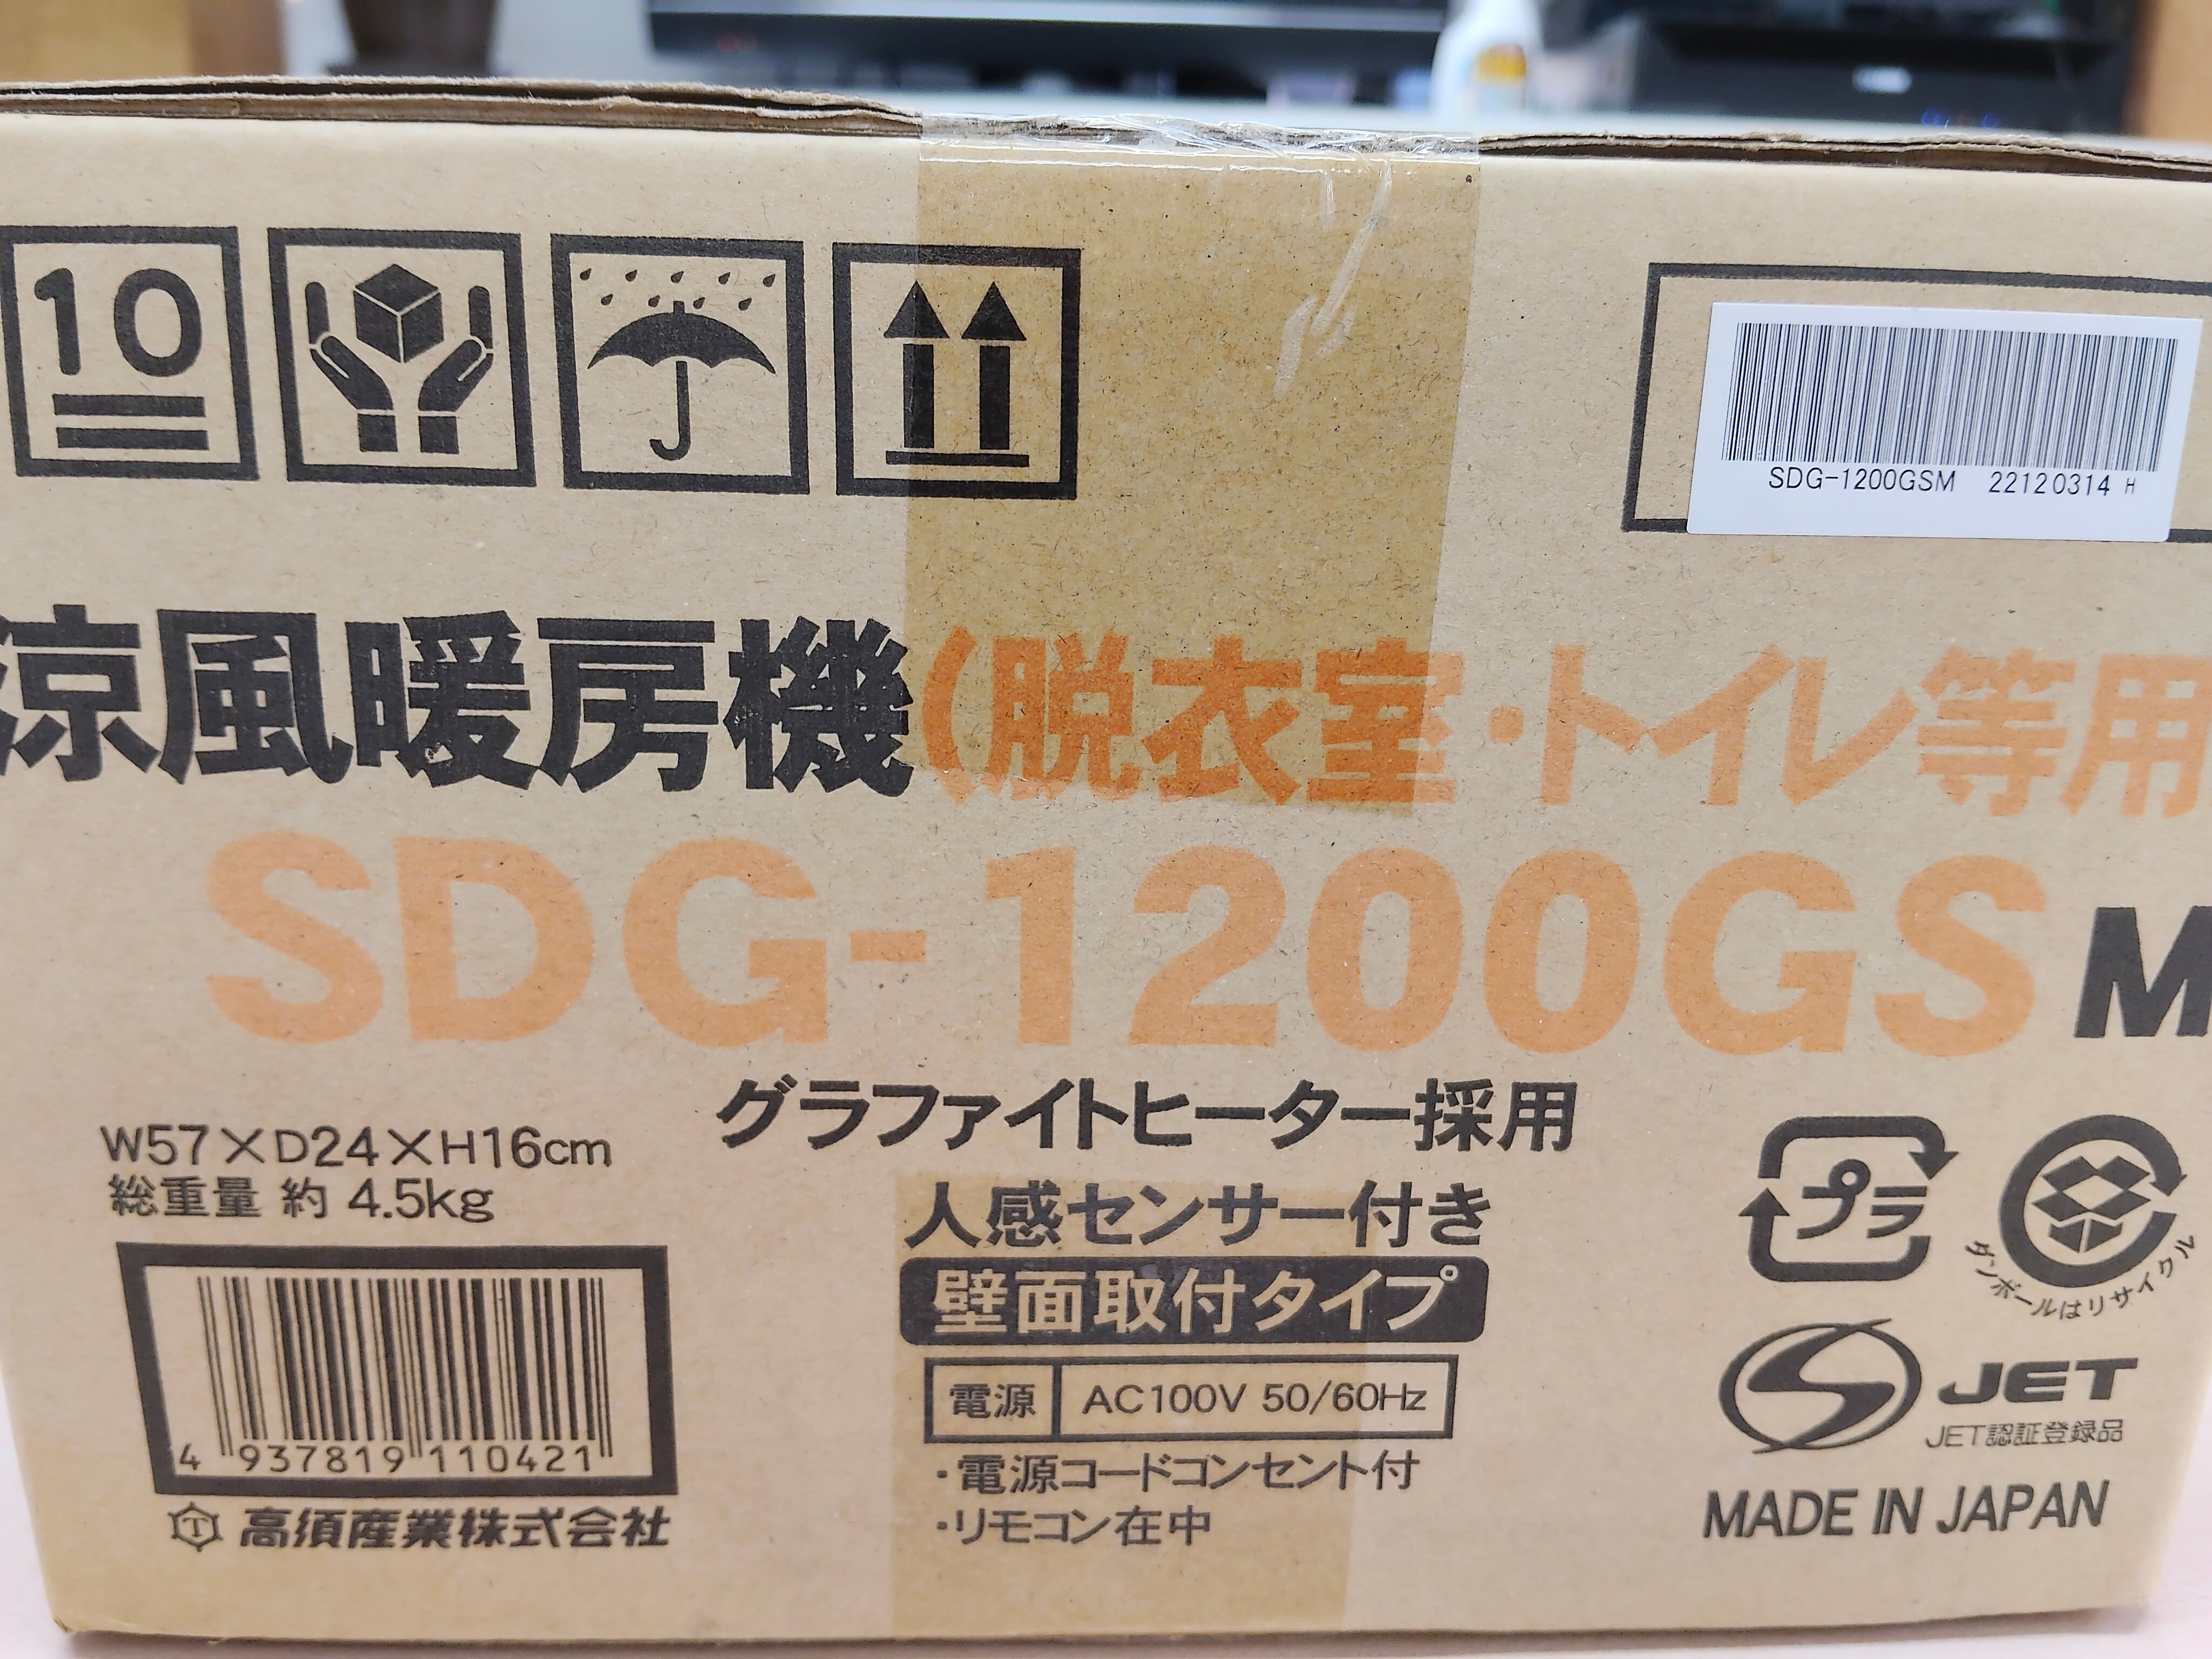 10
SDG-1200GSM 22120314 H
涼風暖房機(脱衣室・トイレ等用
SDG-1200GSM
グラファイトヒーター採用
W57×D24×H16cm
総重量 約 4.5kg
人感センサー付き
壁面取付タイプ
電源 AC100V 50/60Hz
・電源コードコンセント付
・リモコン在中
4 937819 110421
高須産業株式会社
プラ
ダンボールはリサイクル
JET
JET認証登録品
MADE IN JAPAN